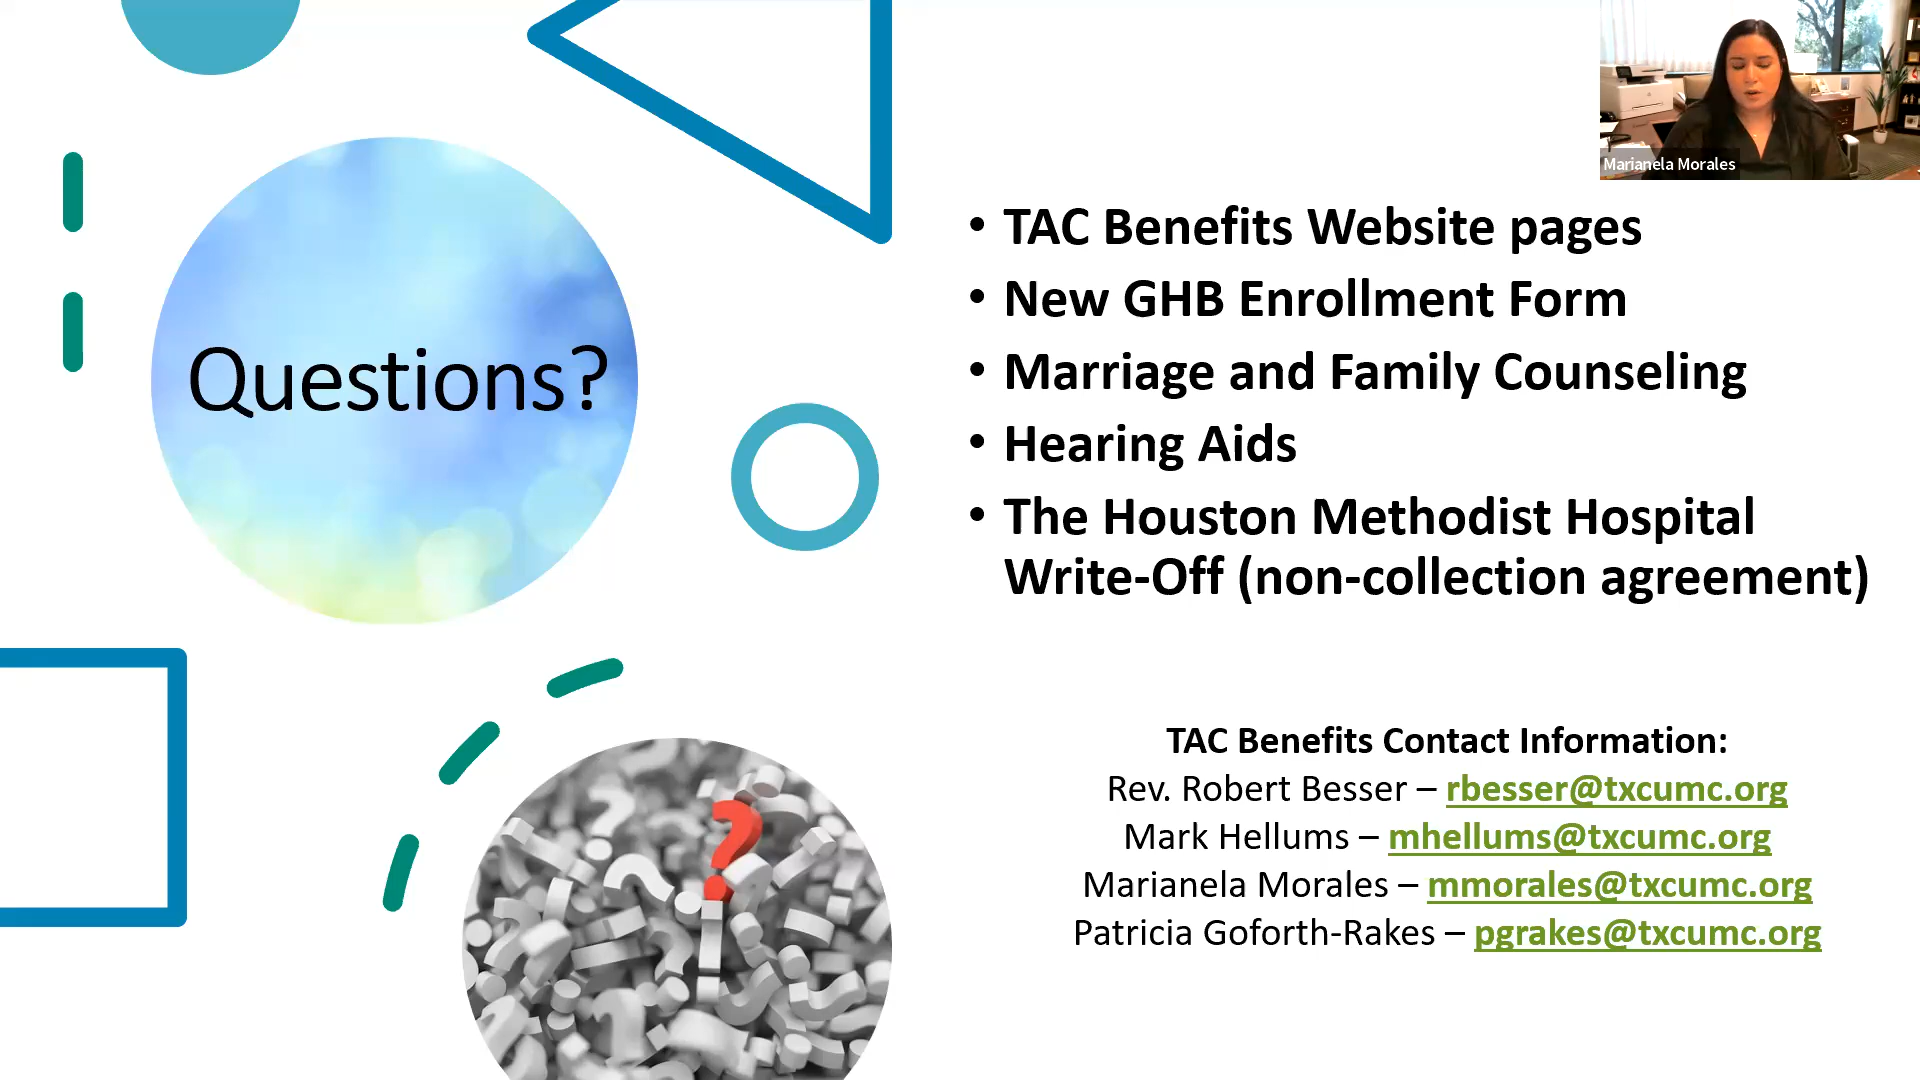 Marianela Morales
Questions?
• TAC Benefits Website pages
• New GHB Enrollment Form
• Marriage and Family Counseling
• Hearing Aids
• The Houston Methodist Hospital
Write-Off (non-collection agreement)
TAC Benefits Contact Information:
Rev. Robert Besser – rbesser@txcumc.org
Mark Hellums – mhellums@txcumc.org
Marianela Morales – mmorales@txcumc.org
Patricia Goforth-Rakes – pgrakes@txcumc.org